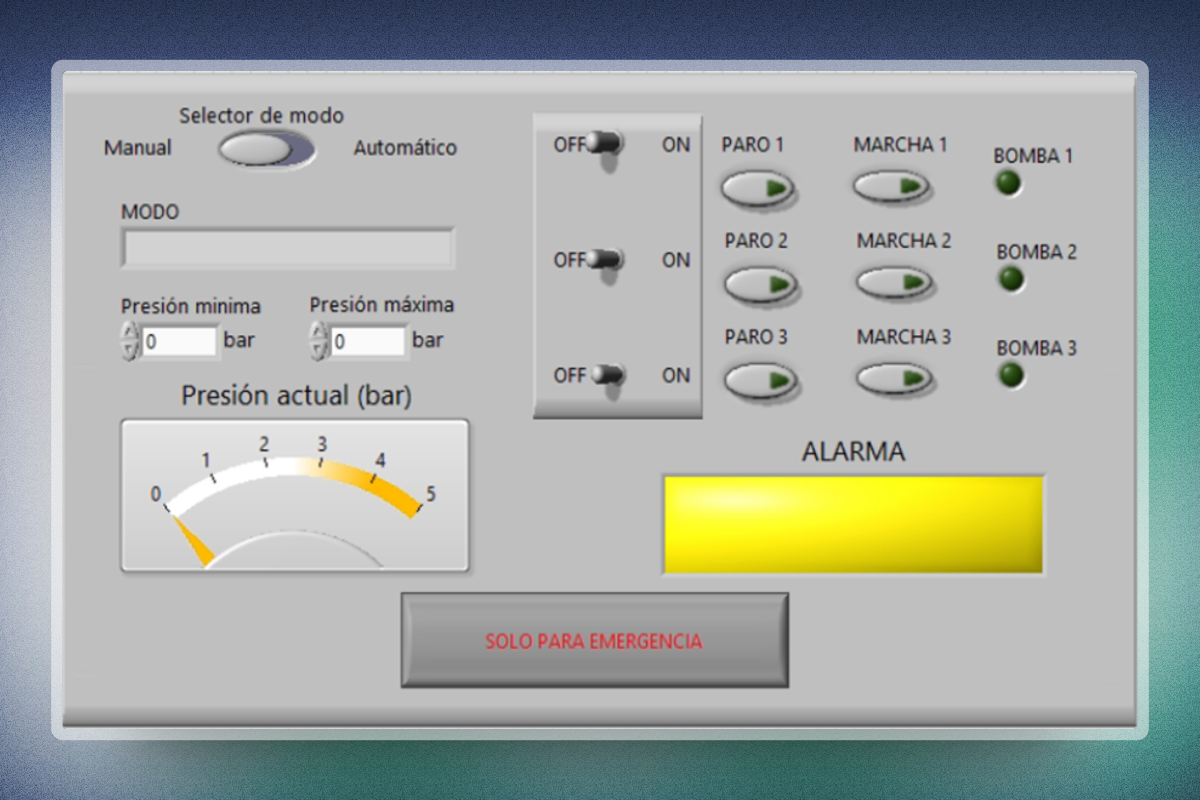 Selector de modo
Manual
Automático
MODO
Presión minima
0
bar
Presión máxima
0
bar
Presión actual (bar)
0
1
2
3
4
5
OFF
ON
OFF
ON
OFF
ON
PARO 1
MARCHA 1
BOMBA 1
PARO 2
MARCHA 2
BOMBA 2
PARO 3
MARCHA 3
BOMBA 3
ALARMA
SOLO PARA EMERGENCIA